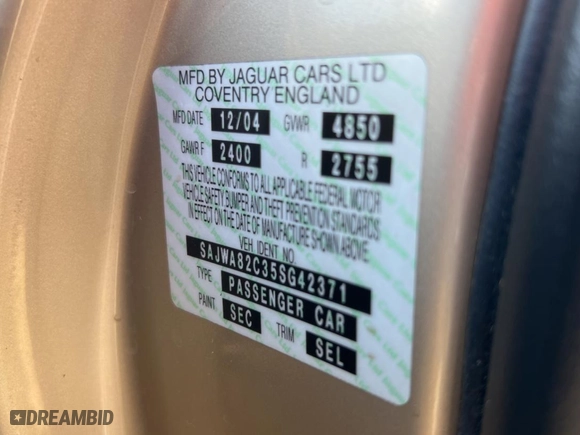 MFD BY JAGUAR CARS LTD
COVENTRY ENGLAND
MFD DATE 12/04 GVWR 4850
GAWR F 2400 R 2755
THIS VEHICLE CONFORMS TO ALL APPLICABLE FEDERAL MOTOR
VEHICLE SAFETY BUMPER AND THEFT PREVENTION STANDARDS
IN EFFECT ON THE DATE OF MANUFACTURE SHOWN ABOVE.
VEH. IDENT NO.
SAJWA82C35SG42371
TYPE PASSENGER CAR
PAINT SEC TRIM SEL
DREAMBID